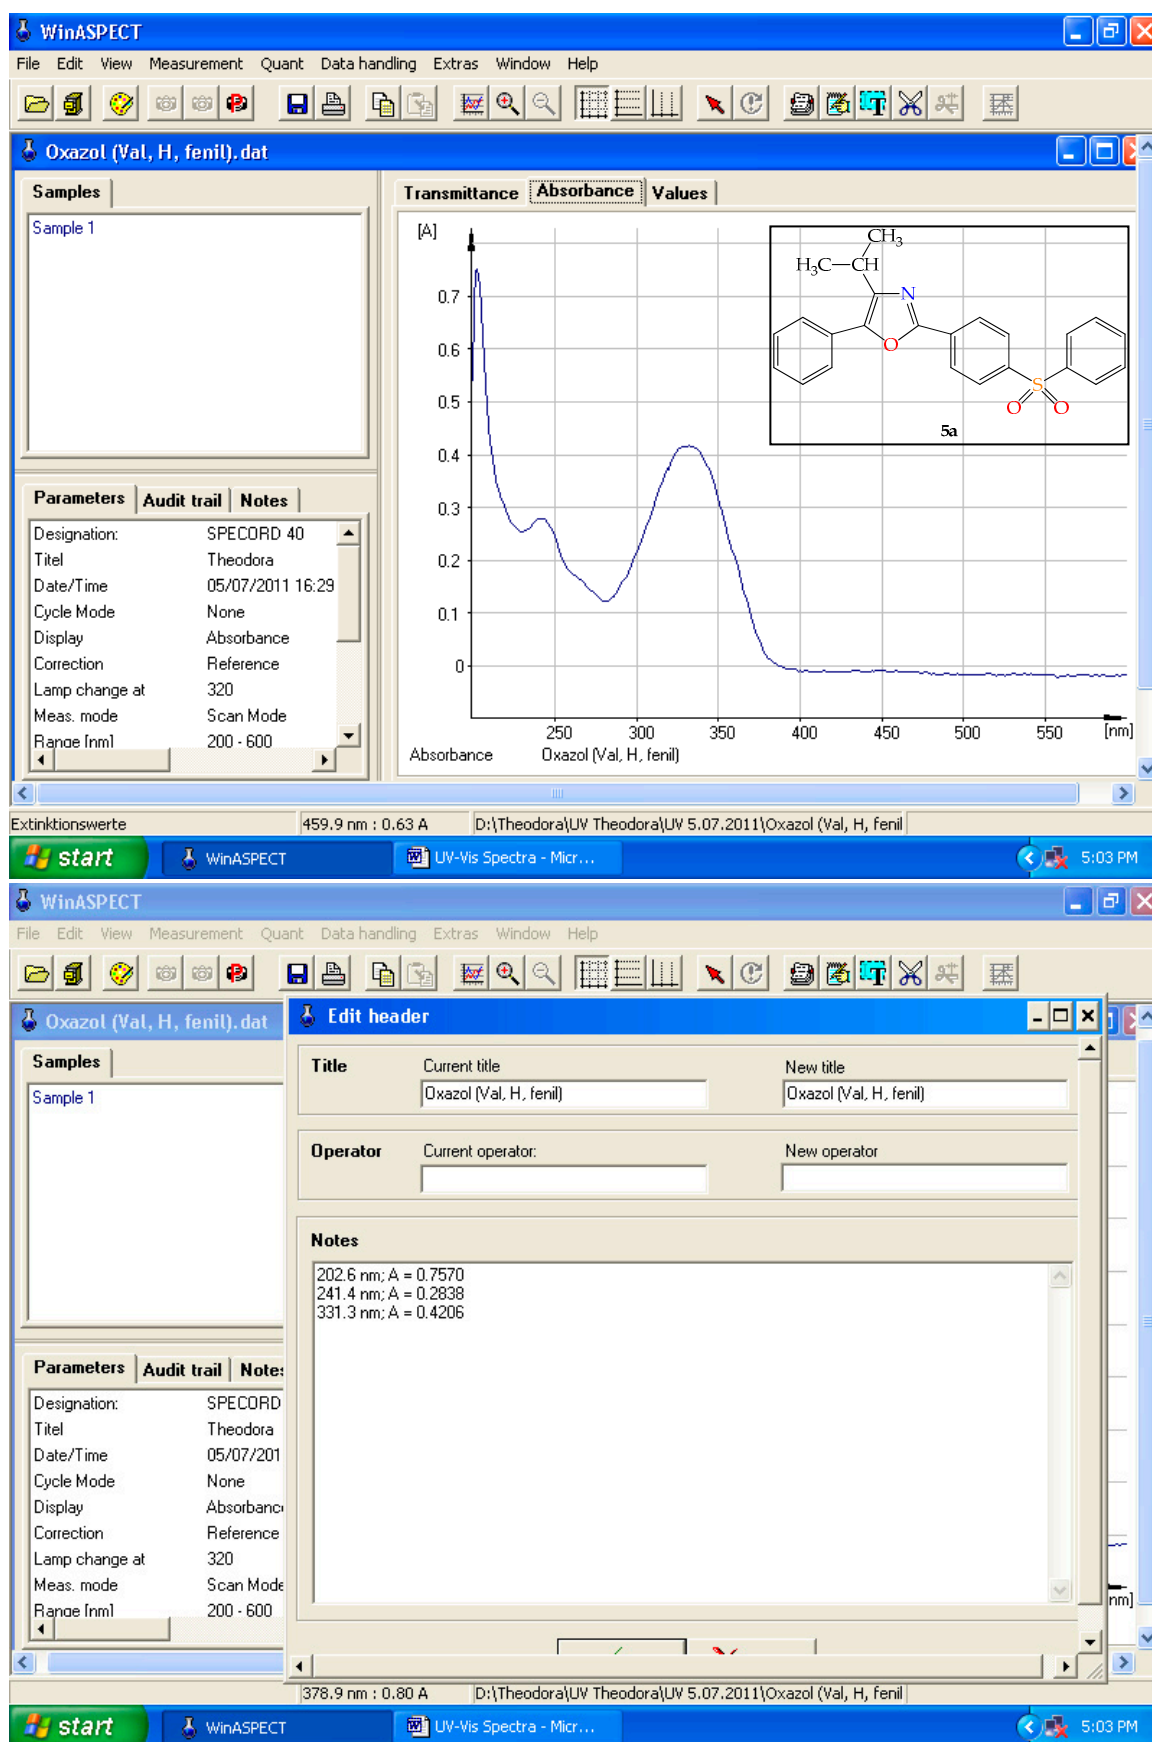 WinASPECT
File Edit View Measurement Quant Data handling Extras Window Help
Oxazol (Val, H, fenil).dat
Samples
Sample 1
Transmittance Absorbance Values
[A]
0.7
0.6
0.5
0.4
0.3
0.2
0.1
0
250 300 350 400 450 500 550 [nm]
Absorbance Oxazol (Val, H, fenil)
CH3
H3C CH
N
O
S
O O
5a
Parameters Audit trail Notes
Designation: SPECORD 40
Titel Theodora
Date/Time 05/07/2011 16:29
Cycle Mode None
Display Absorbance
Correction Reference
Lamp change at 320
Meas. mode Scan Mode
Range [nm] 200 - 600
Extinktionswerte 459.9 nm : 0.63 A D:\Theodora\UV Theodora\UV 5.07.2011\Oxazol (Val, H, fenil
start WinASPECT UV-Vis Spectra - Micr... 5:03 PM
WinASPECT
File Edit View Measurement Quant Data handling Extras Window Help
Oxazol (Val, H, fenil).dat
Edit header
Samples
Sample 1
Title Current title New title
Oxazol (Val, H, fenil) Oxazol (Val, H, fenil)
Operator Current operator: New operator
Notes
202.6 nm; A = 0.7570
241.4 nm; A = 0.2838
331.3 nm; A = 0.4206
Parameters Audit trail Notes
Designation: SPECORD
Titel Theodora
Date/Time 05/07/201
Cycle Mode None
Display Absorbanc
Correction Reference
Lamp change at 320
Meas. mode Scan Mode
Range [nm] 200 - 600
nm]
378.9 nm : 0.80 A D:\Theodora\UV Theodora\UV 5.07.2011\Oxazol (Val, H, fenil
start WinASPECT UV-Vis Spectra - Micr... 5:03 PM